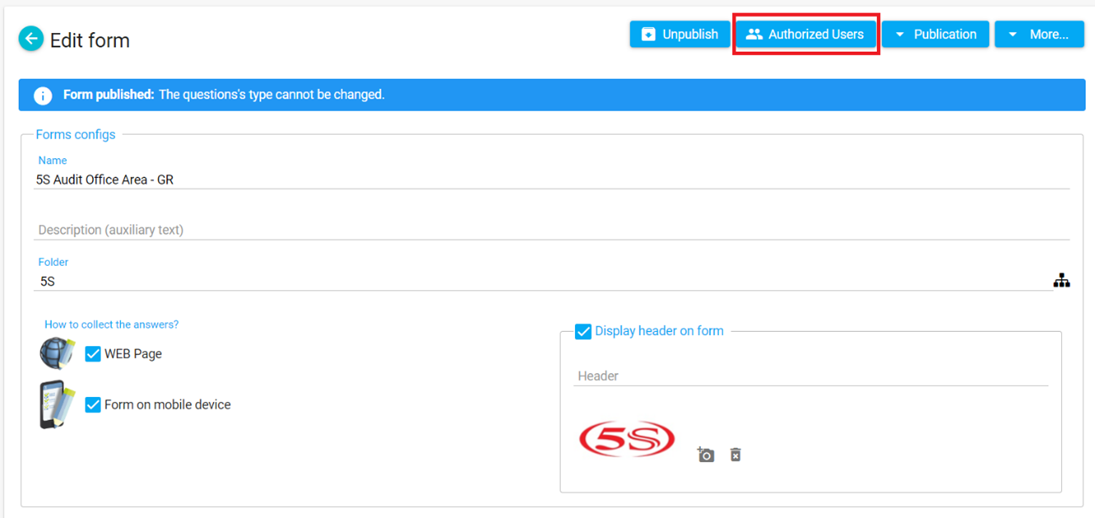 Edit form
Unpublish
Authorized Users
Publication
More...
Form published: The questions's type cannot be changed.
Forms configs
Name
5S Audit Office Area - GR
Description (auxiliary text)
Folder
5S
How to collect the answers?
WEB Page
Form on mobile device
Display header on form
Header
5S